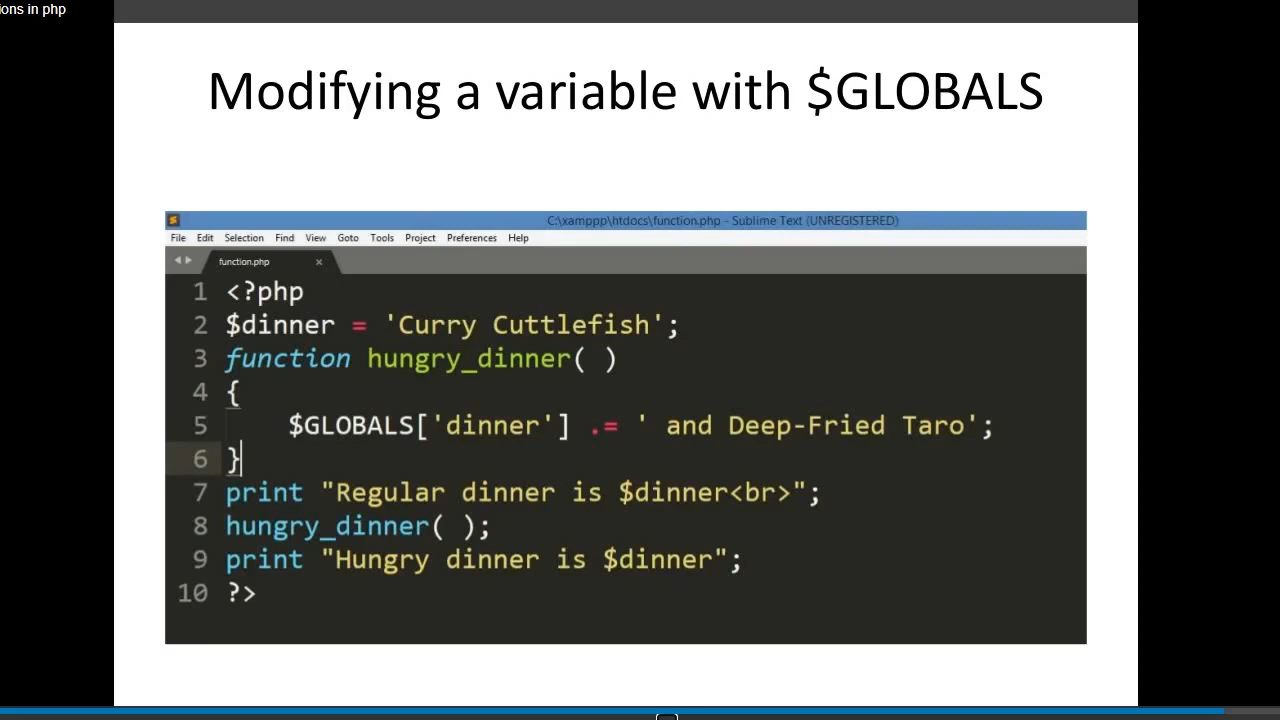 ons in php
Modifying a variable with $GLOBALS
C:\xamppp\htdocs\function.php - Sublime Text (UNREGISTERED)
File Edit Selection Find View Goto Tools Project Preferences Help
function.php ×
1 <?php
2 $dinner = 'Curry Cuttlefish';
3 function hungry_dinner( )
4 {
5 $GLOBALS['dinner'] .= ' and Deep-Fried Taro';
6 }
7 print "Regular dinner is $dinner<br>";
8 hungry_dinner( );
9 print "Hungry dinner is $dinner";
10 ?>